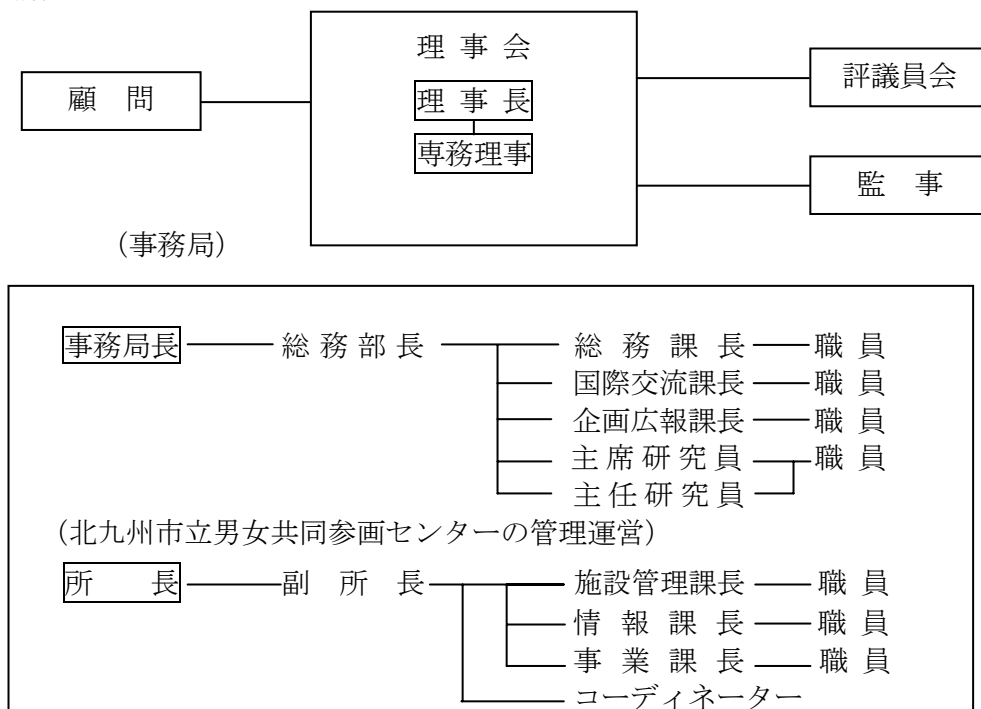 理事会
顧問
評議員会
理事長
専務理事
監事
(事務局)
事務局長 総務部長 総務課長 職員
国際交流課長 職員
企画広報課長 職員
主席研究員 職員
主任研究員
(北九州市立男女共同参画センターの管理運営)
所長 副所長 施設管理課長 職員
情報課長 職員
事業課長 職員
コーディネーター